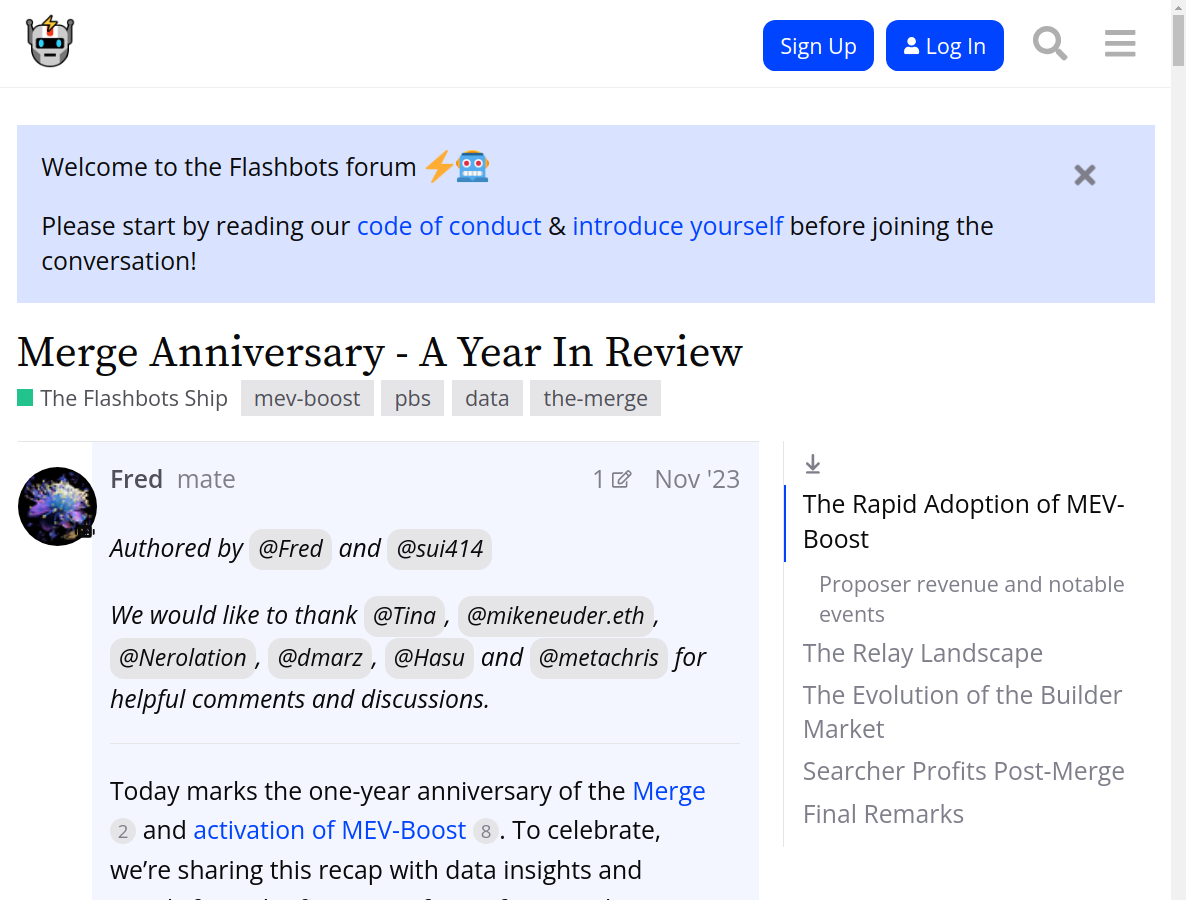 Sign Up
Log In
Welcome to the Flashbots forum
Please start by reading our code of conduct & introduce yourself before joining the
conversation!
Merge Anniversary - A Year In Review
The Flashbots Ship mev-boost pbs data the-merge
Fred mate 1 Nov '23
Authored by @Fred and @sui414
We would like to thank @Tina, @mikeneuder.eth,
@Nerolation, @dmarz, @Hasu and @metachris for
helpful comments and discussions.
Today marks the one-year anniversary of the Merge
2 and activation of MEV-Boost 8. To celebrate,
we’re sharing this recap with data insights and
The Rapid Adoption of MEV-
Boost
Proposer revenue and notable
events
The Relay Landscape
The Evolution of the Builder
Market
Searcher Profits Post-Merge
Final Remarks